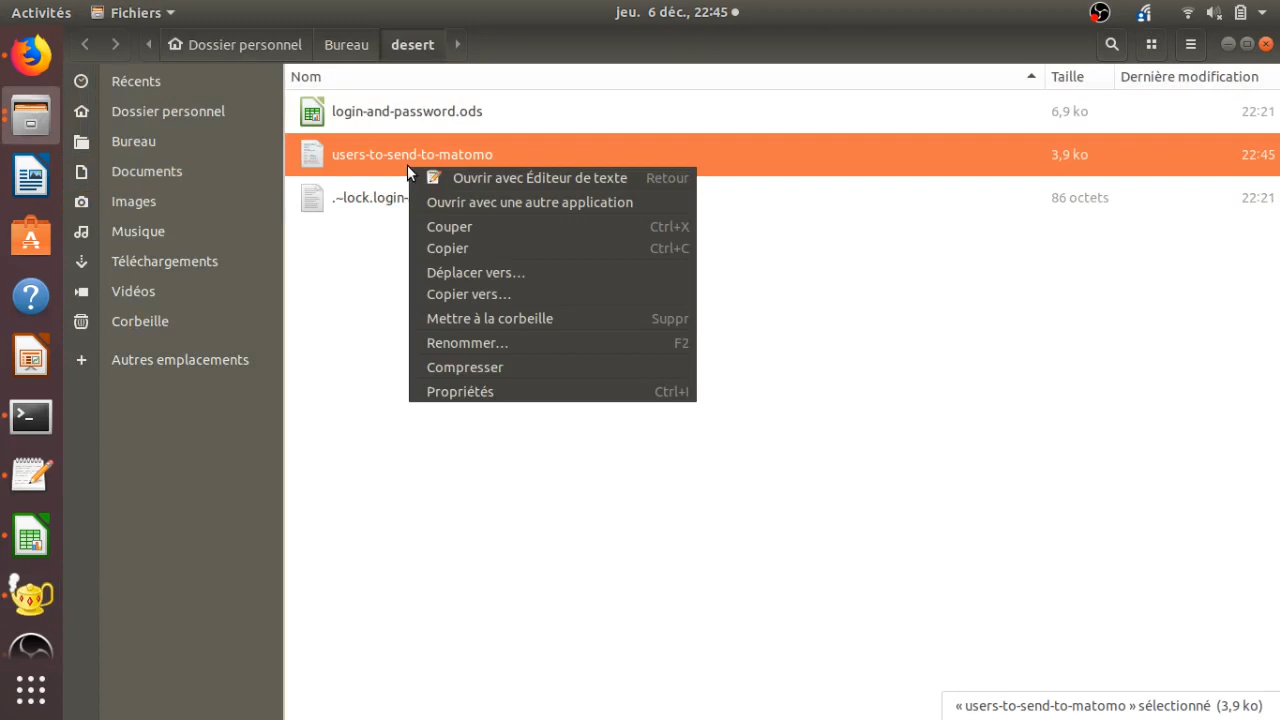 Activités Fichiers jeu. 6 déc., 22:45
Dossier personnel Bureau desert
Récents
Dossier personnel
Bureau
Documents
Images
Musique
Téléchargements
Vidéos
Corbeille
Autres emplacements
Nom Taille Dernière modification
login-and-password.ods 6,9 ko 22:21
users-to-send-to-matomo 3,9 ko 22:45
.~lock.login- 86 octets 22:21
Ouvrir avec Éditeur de texte Retour
Ouvrir avec une autre application
Couper Ctrl+X
Copier Ctrl+C
Déplacer vers…
Copier vers…
Mettre à la corbeille Suppr
Renommer… F2
Compresser
Propriétés Ctrl+I
« users-to-send-to-matomo » sélectionné (3,9 ko)